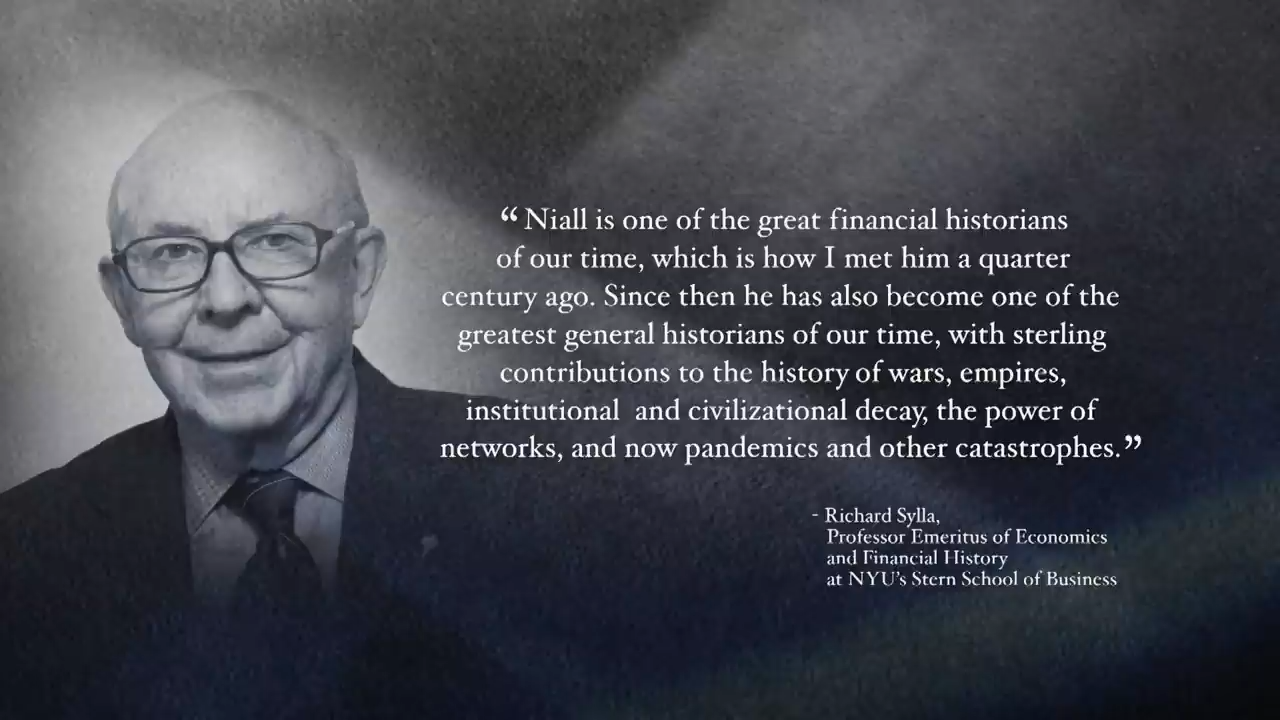 “Niall is one of the great financial historians
of our time, which is how I met him a quarter
century ago. Since then he has also become one of the
greatest general historians of our time, with sterling
contributions to the history of wars, empires,
institutional  and civilizational decay, the power of
networks, and now pandemics and other catastrophes.”
- Richard Sylla,
Professor Emeritus of Economics
and Financial History
at NYU’s Stern School of Business